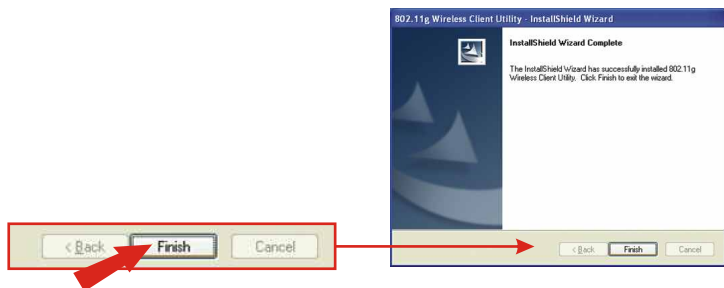 802.11g Wireless Client Utility - InstallShield Wizard
InstallShield Wizard Complete
The InstallShield Wizard has successfully installed 802.11g
Wireless Client Utility. Click Finish to exit the wizard.
< Back Finish Cancel
< Back Finish Cancel